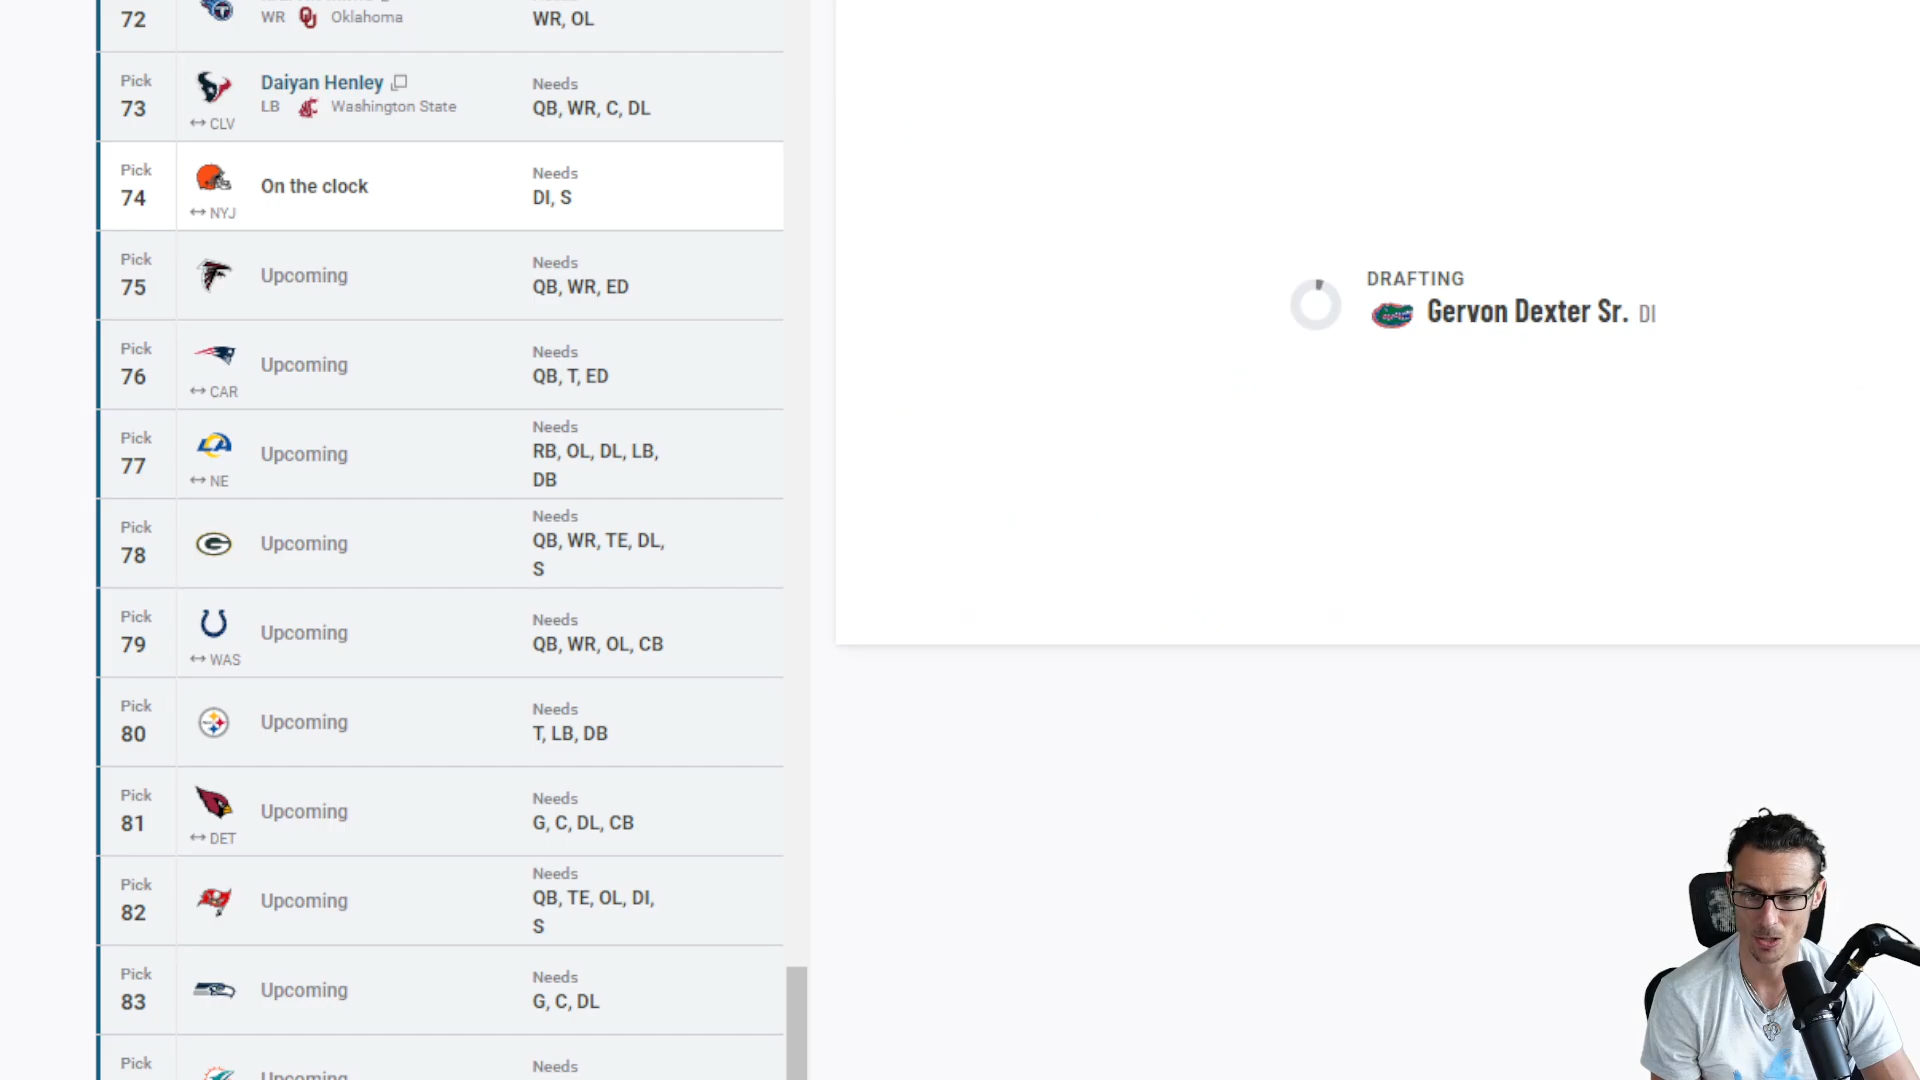 72
WR Oklahoma
WR, OL
Pick
73
CLV
Daiyan Henley
LB Washington State
Needs
QB, WR, C, DL
Pick
74
NYJ
On the clock
Needs
DI, S
Pick
75
Upcoming
Needs
QB, WR, ED
Pick
76
CAR
Upcoming
Needs
QB, T, ED
Pick
77
NE
Upcoming
Needs
RB, OL, DL, LB,
DB
Pick
78
Upcoming
Needs
QB, WR, TE, DL,
S
Pick
79
WAS
Upcoming
Needs
QB, WR, OL, CB
Pick
80
Upcoming
Needs
T, LB, DB
Pick
81
DET
Upcoming
Needs
G, C, DL, CB
Pick
82
Upcoming
Needs
QB, TE, OL, DI,
S
Pick
83
Upcoming
Needs
G, C, DL
Pick
Upcoming
Needs
DRAFTING
Gervon Dexter Sr. DI